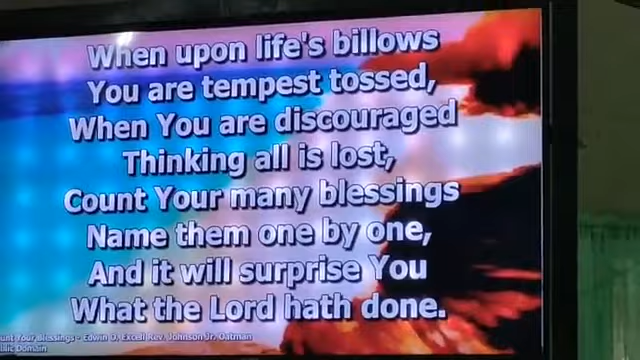 When upon life's billows
You are tempest tossed,
When You are discouraged
Thinking all is lost,
Count Your many blessings
Name them one by one,
And it will surprise You
What the Lord hath done.
unt Your Blessings - Edwin O. Excell Rev. Johnson Jr. Oatman
blic Domain